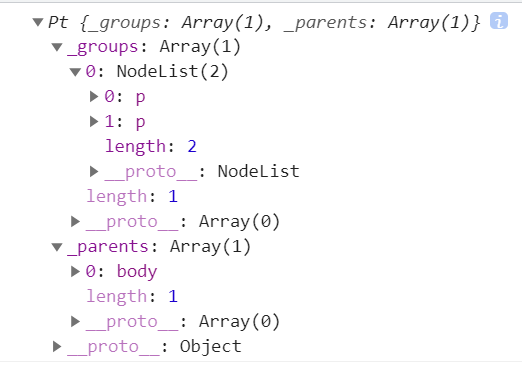 ▼Pt {_groups: Array(1), _parents: Array(1)} i
▼_groups: Array(1)
▼0: NodeList(2)
▶0: p
▶1: p
length: 2
▶__proto__: NodeList
length: 1
▶__proto__: Array(0)
▼_parents: Array(1)
▶0: body
length: 1
▶__proto__: Array(0)
▶__proto__: Object